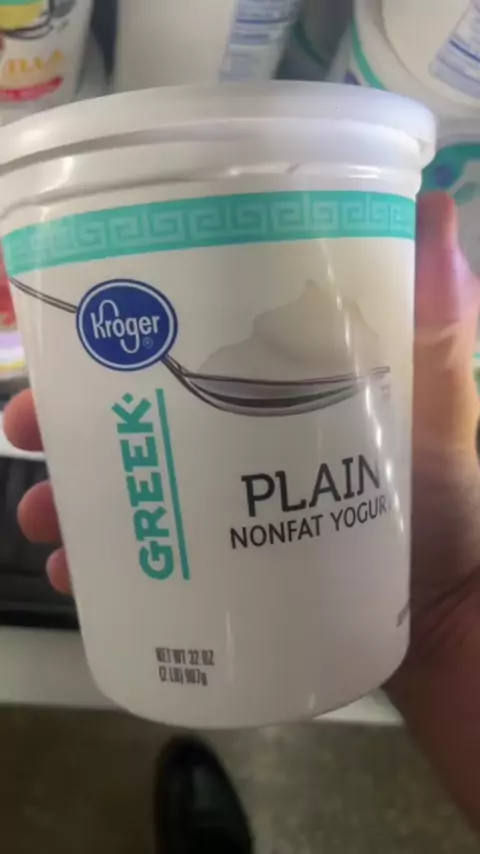 Kroger
GREEK
PLAIN
NONFAT YOGUR
NET WT 32 OZ
(2 LB) 907g